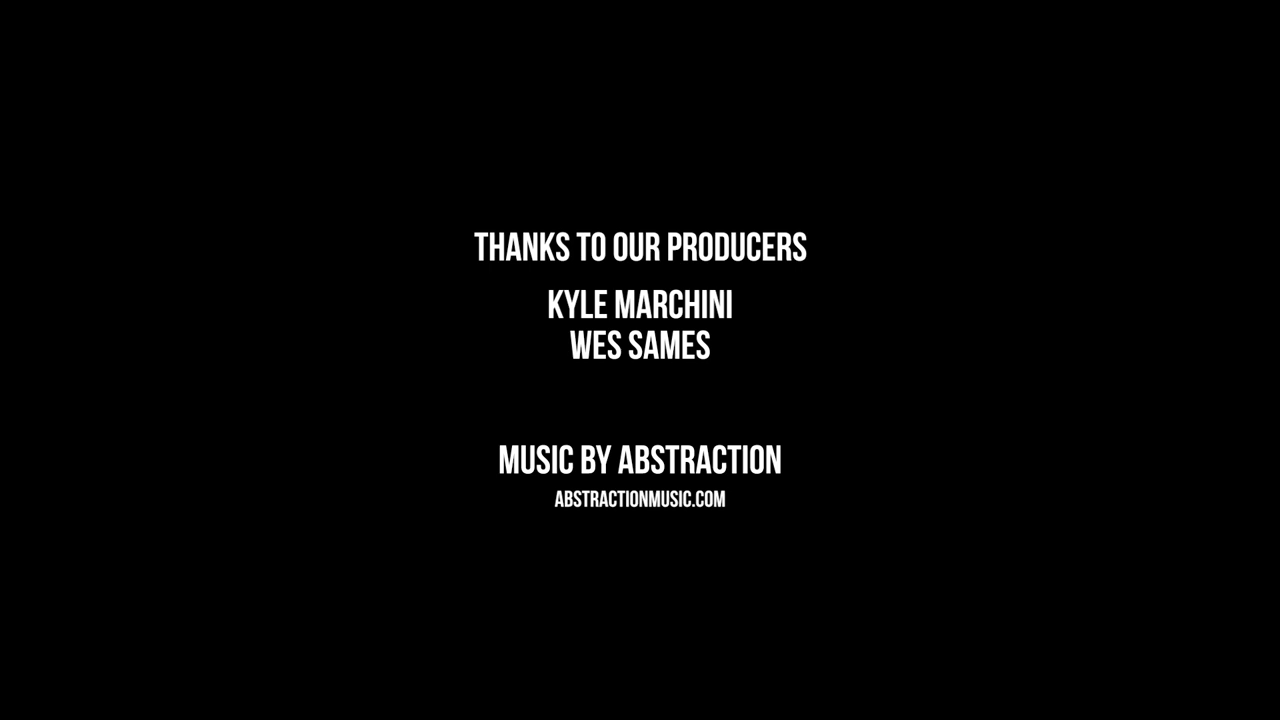 THANKS TO OUR PRODUCERS
KYLE MARCHINI
WES SAMES
MUSIC BY ABSTRACTION
ABSTRACTIONMUSIC.COM